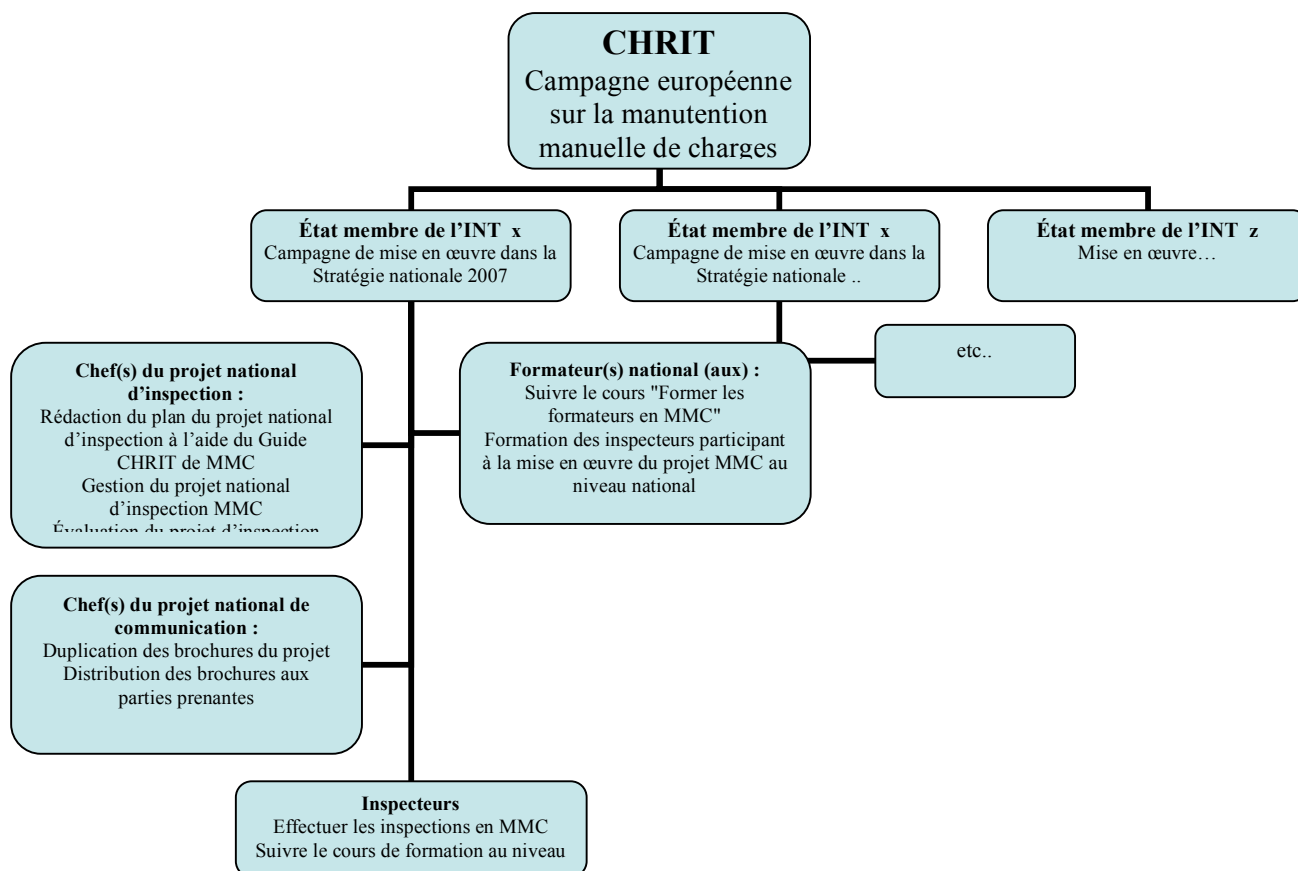 CHRIT
Campagne européenne
sur la manutention
manuelle de charges
État membre de l’INT x
Campagne de mise en œuvre dans la
Stratégie nationale 2007
État membre de l’INT x
Campagne de mise en œuvre dans la
Stratégie nationale ..
État membre de l’INT z
Mise en œuvre…
etc..
Chef(s) du projet national
d’inspection :
Rédaction du plan du projet national
d’inspection à l’aide du Guide
CHRIT de MMC
Gestion du projet national
d’inspection MMC
Évaluation du projet d’inspection
Formateur(s) national (aux) :
Suivre le cours "Former les
formateurs en MMC"
Formation des inspecteurs participant
à la mise en œuvre du projet MMC au
niveau national
Chef(s) du projet national de
communication :
Duplication des brochures du projet
Distribution des brochures aux
parties prenantes
Inspecteurs
Effectuer les inspections en MMC
Suivre le cours de formation au niveau